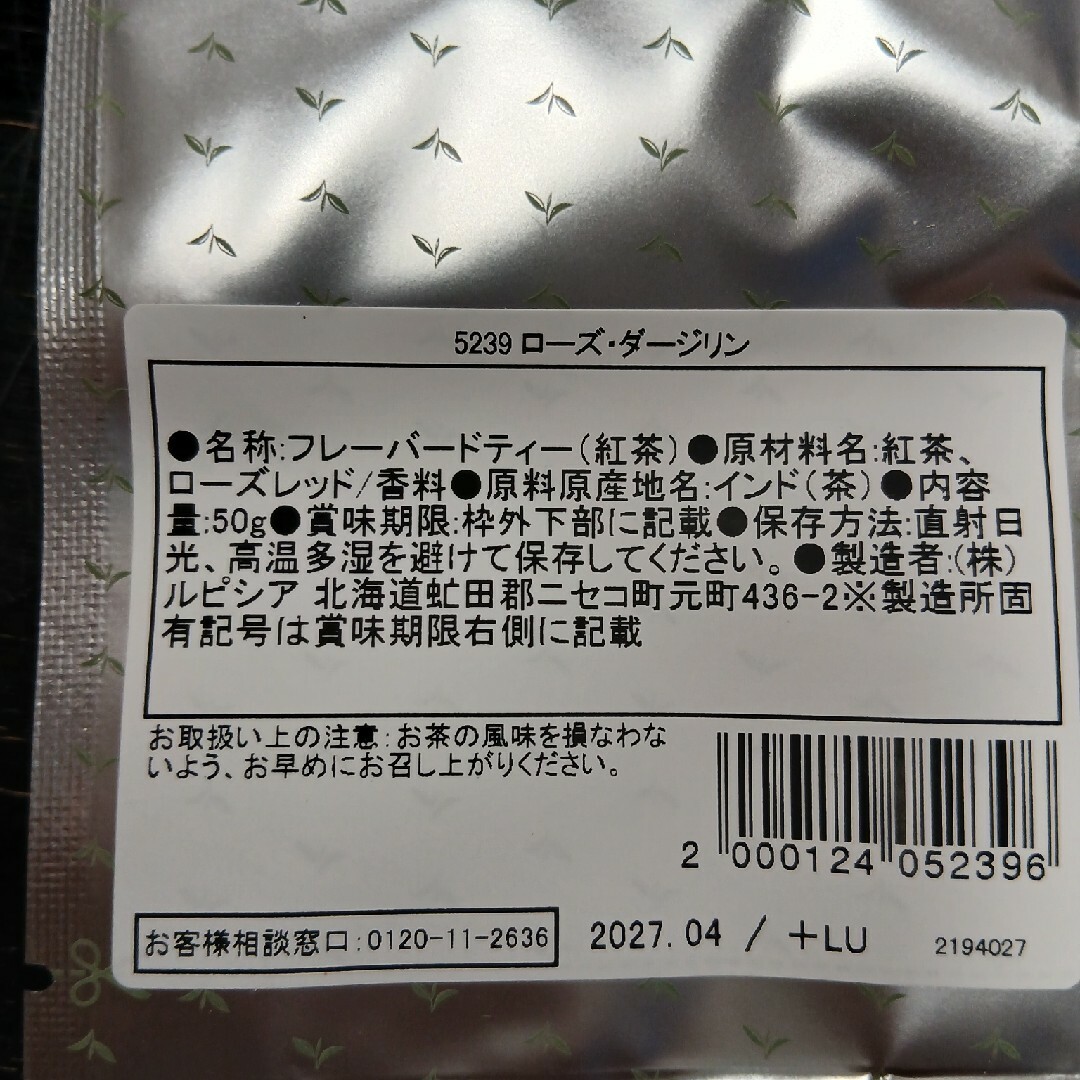 5239 ローズ・ダージリン
●名称:フレーバードティー(紅茶)●原材料名:紅茶、
ローズレッド/香料●原料原産地名:インド(茶)●内容
量:50g●賞味期限:枠外下部に記載●保存方法:直射日
光、高温多湿を避けて保存してください。●製造者:(株)
ルピシア 北海道虻田郡ニセコ町元町436-2※製造所固
有記号は賞味期限右側に記載
お取扱い上の注意:お茶の風味を損なわな
いよう、お早めにお召し上がりください。
2 000124 052396
お客様相談窓口:0120-11-2636
2027.04 / +LU
2194027